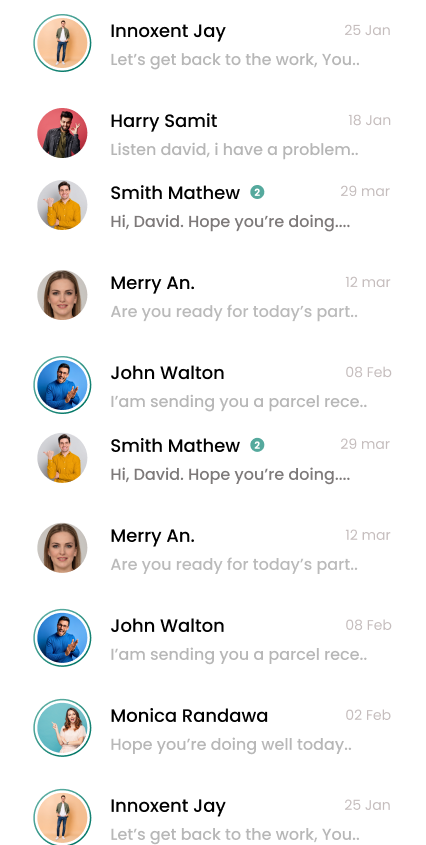 Innoxent Jay 25 Jan
Let's get back to the work, You..
Harry Samit 18 Jan
Listen david, i have a problem..
Smith Mathew 2 29 mar
Hi, David. Hope you're doing....
Merry An. 12 mar
Are you ready for today's part..
John Walton 08 Feb
I'am sending you a parcel rece..
Smith Mathew 2 29 mar
Hi, David. Hope you're doing....
Merry An. 12 mar
Are you ready for today's part..
John Walton 08 Feb
I'am sending you a parcel rece..
Monica Randawa 02 Feb
Hope you're doing well today..
Innoxent Jay 25 Jan
Let's get back to the work, You..